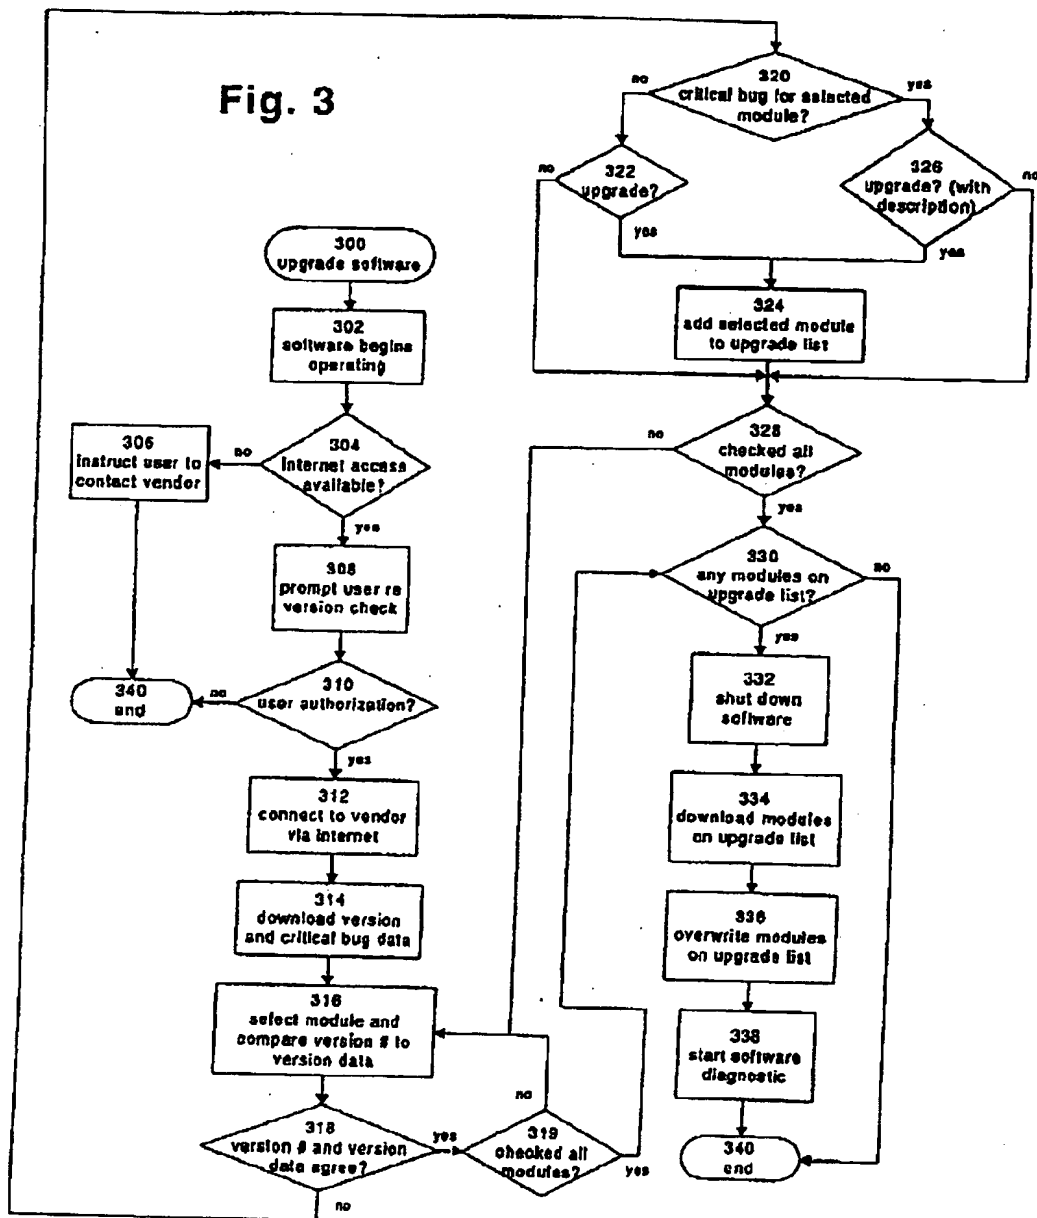 Fig. 3
300
upgrade software
302
software begins
operating
304
internet access
available?
no
yes
306
instruct user to
contact vendor
308
prompt user re
version check
310
user authorization?
no
yes
340
end
312
connect to vendor
via internet
314
download version
and critical bug data
316
select module and
compare version # to
version data
318
version # and version
data agree?
yes
no
319
checked all
modules?
no
yes
320
critical bug for selected
module?
no
yes
322
upgrade?
no
yes
326
upgrade? (with
description)
no
yes
324
add selected module
to upgrade list
328
checked all
modules?
no
yes
330
any modules on
upgrade list?
no
yes
332
shut down
software
334
download modules
on upgrade list
336
overwrite modules
on upgrade list
338
start software
diagnostic
340
end